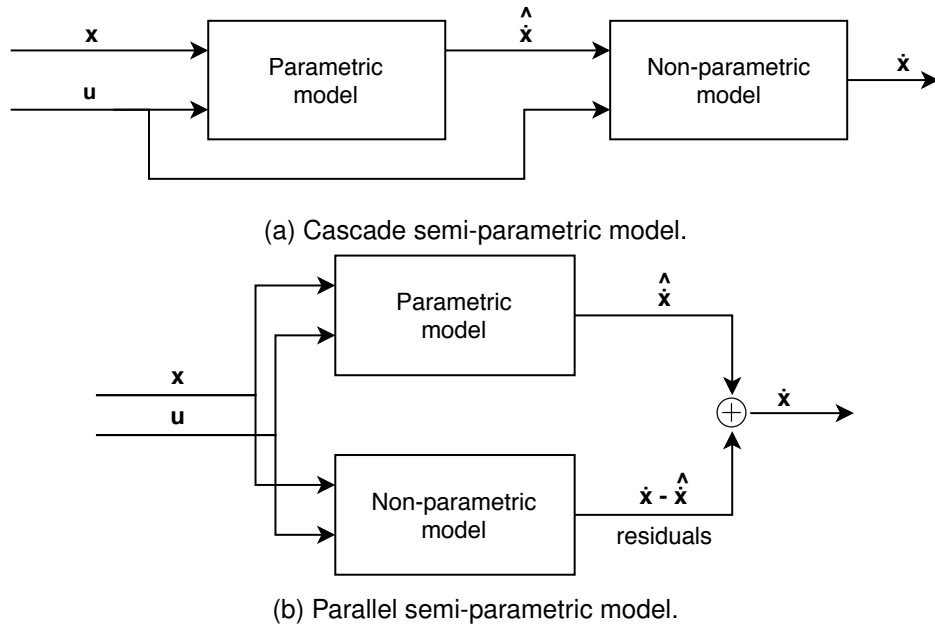 x
u
Parametric
model
ẋ̂
Non-parametric
model
ẋ
(a) Cascade semi-parametric model.
Parametric
model
ẋ̂
x
u
ẋ
Non-parametric
model
ẋ - ẋ̂
residuals
(b) Parallel semi-parametric model.